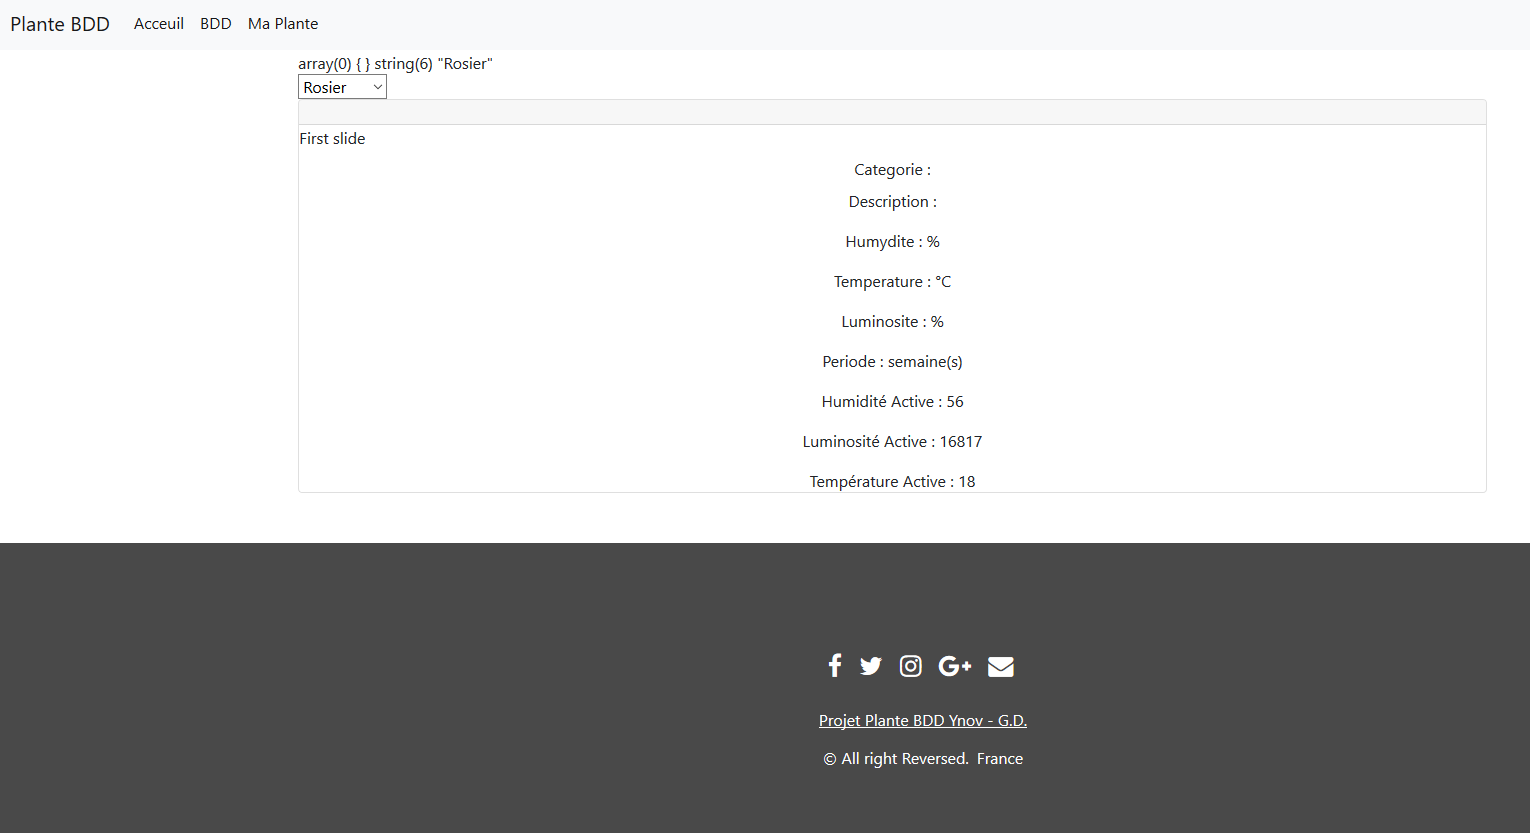 Plante BDD Acceuil BDD Ma Plante
array(0) { } string(6) "Rosier"
Rosier
First slide
Categorie :
Description :
Humydite : %
Temperature : °C
Luminosite : %
Periode : semaine(s)
Humidité Active : 56
Luminosité Active : 16817
Température Active : 18
Projet Plante BDD Ynov - G.D.
© All right Reversed. France